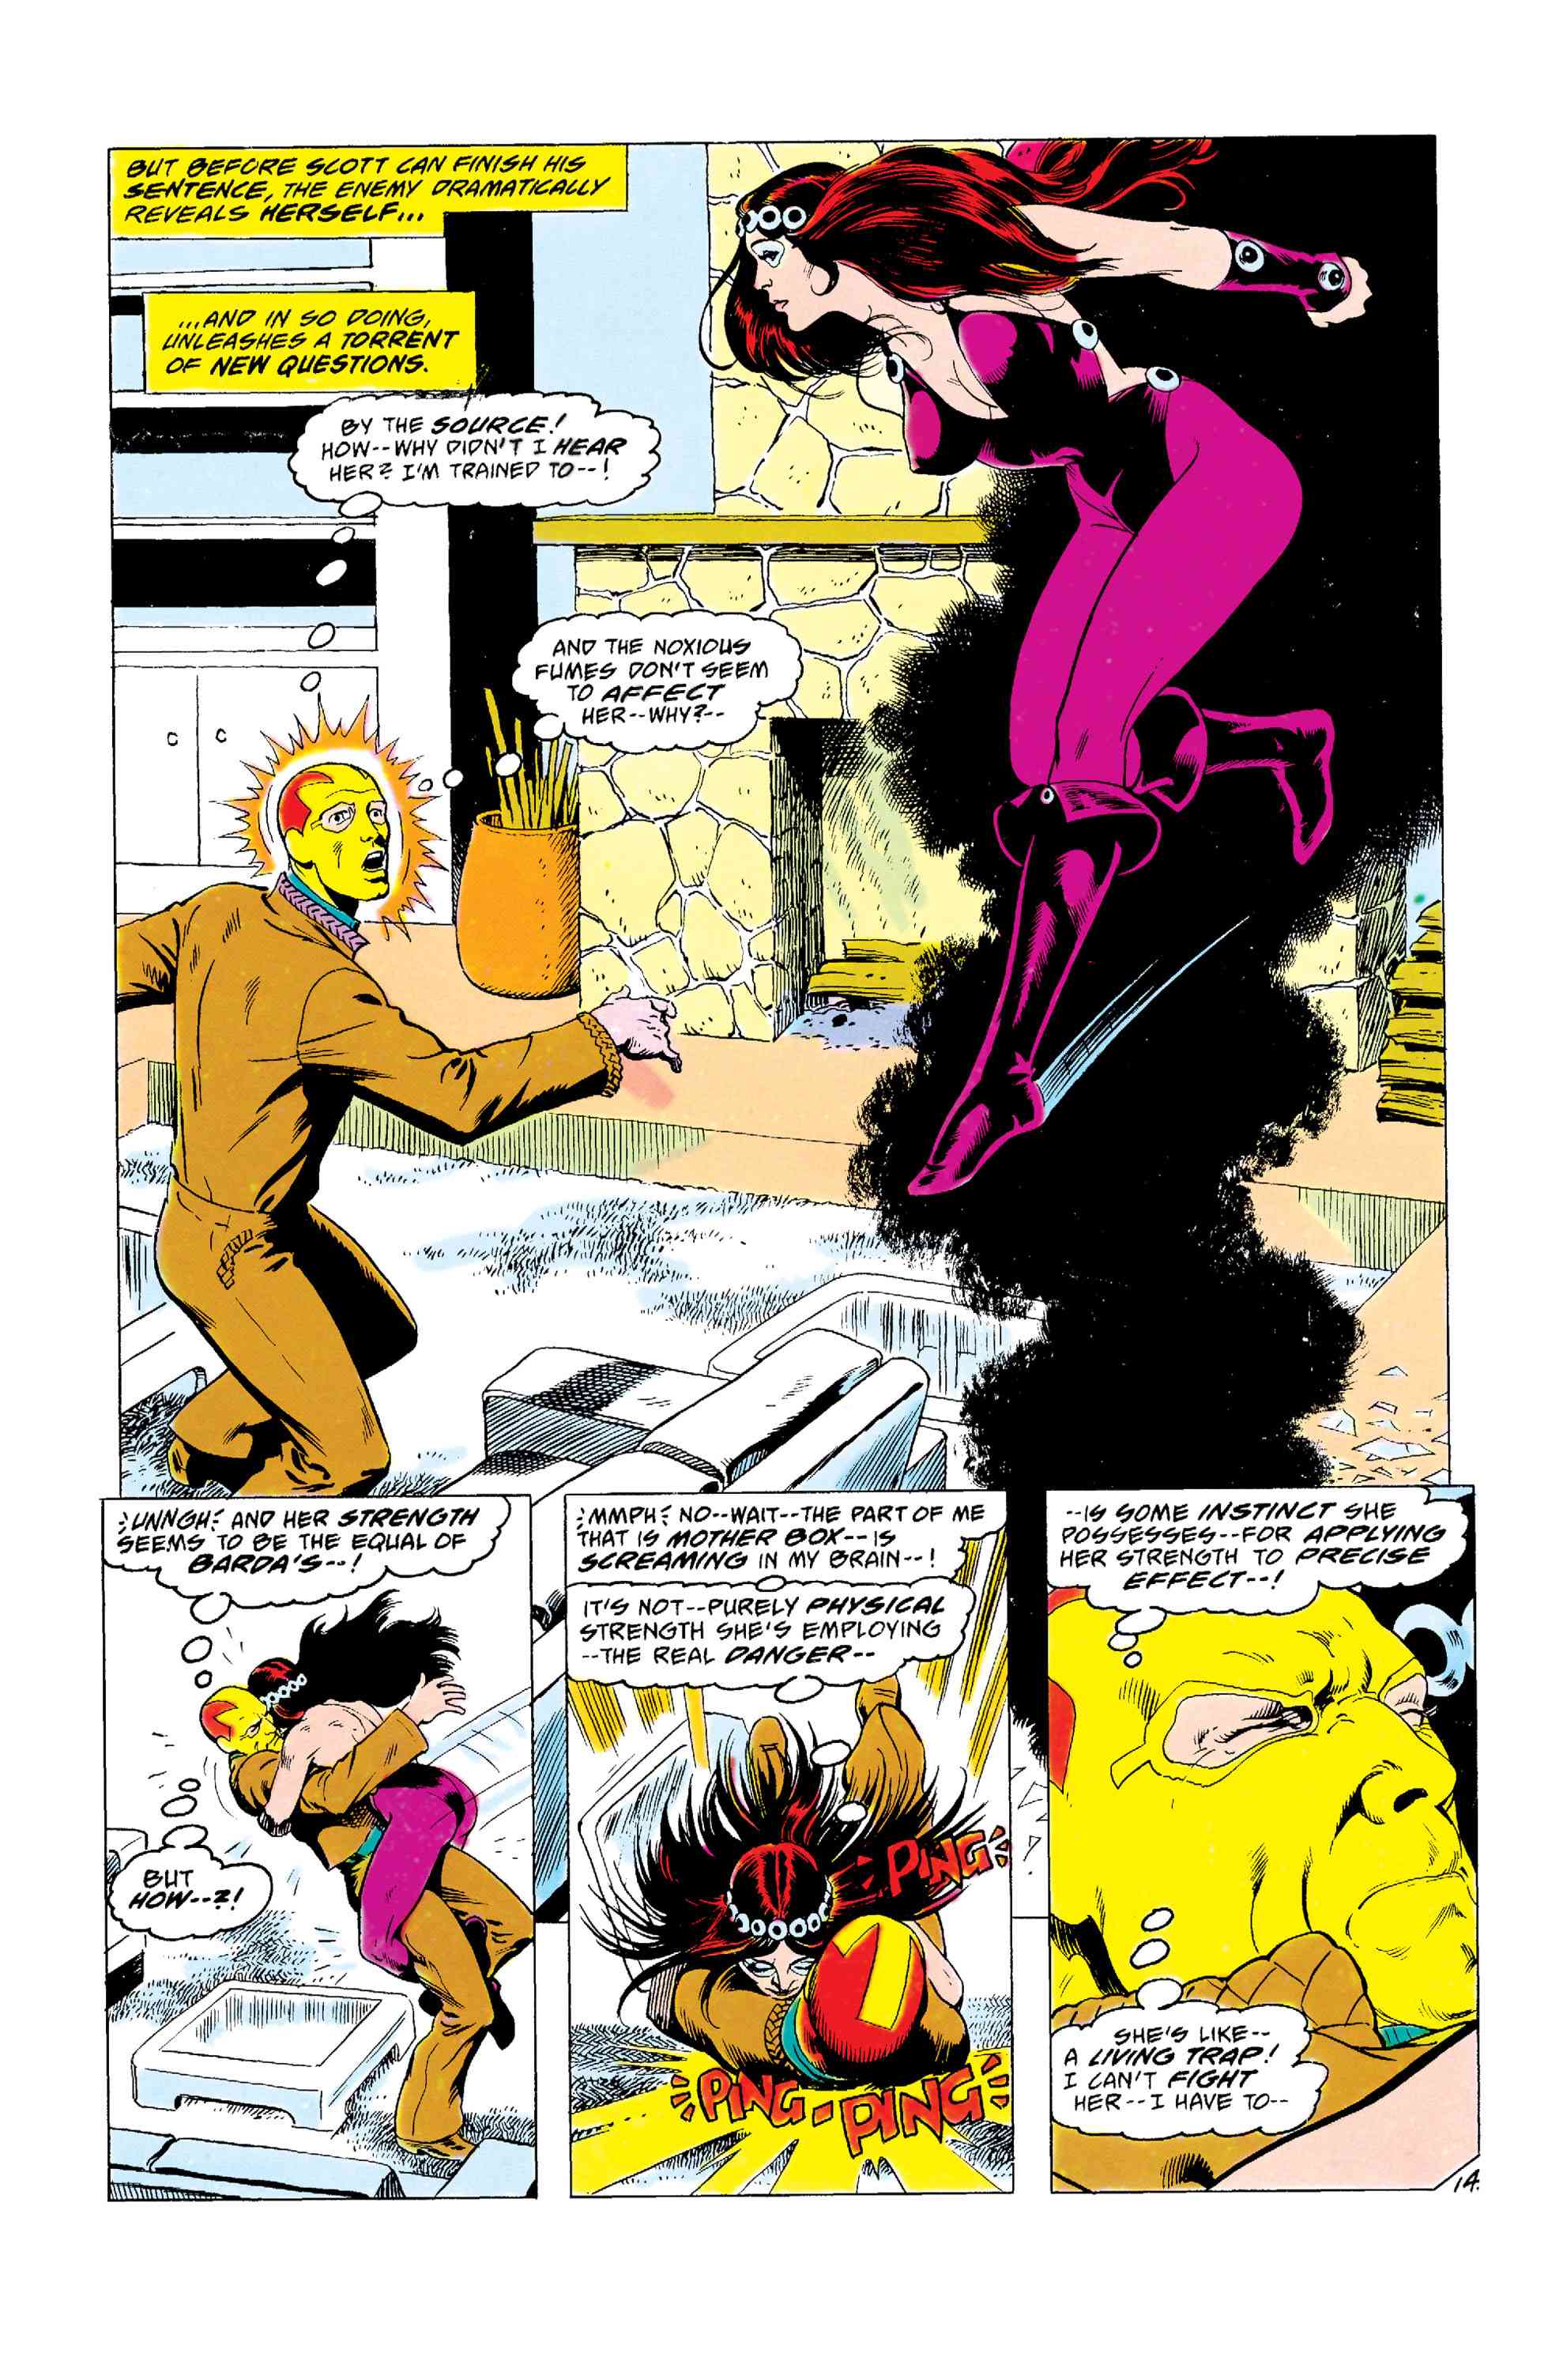 BUT BEFORE SCOTT CAN FINISH HIS
SENTENCE, THE ENEMY DRAMATICALLY
REVEALS HERSELF...
...AND IN SO DOING,
UNLEASHES A TORRENT
OF NEW QUESTIONS.
BY THE SOURCE!
HOW--WHY DIDN'T I HEAR
HER? I'M TRAINED TO--!
AND THE NOXIOUS
FUMES DON'T SEEM
TO AFFECT
HER--WHY?--
UNNGH! AND HER STRENGTH
SEEMS TO BE THE EQUAL OF
BARDA'S--!
BUT
HOW--?!
MMPH! NO--WAIT--THE PART OF ME
THAT IS MOTHER BOX--IS
SCREAMING IN MY BRAIN--!
IT'S NOT--PURELY PHYSICAL
STRENGTH SHE'S EMPLOYING
--THE REAL DANGER--
PING
PING-PING
--IS SOME INSTINCT SHE
POSSESSES--FOR APPLYING
HER STRENGTH TO PRECISE
EFFECT--!
SHE'S LIKE--
A LIVING TRAP!
I CAN'T FIGHT
HER--I HAVE TO--
14.